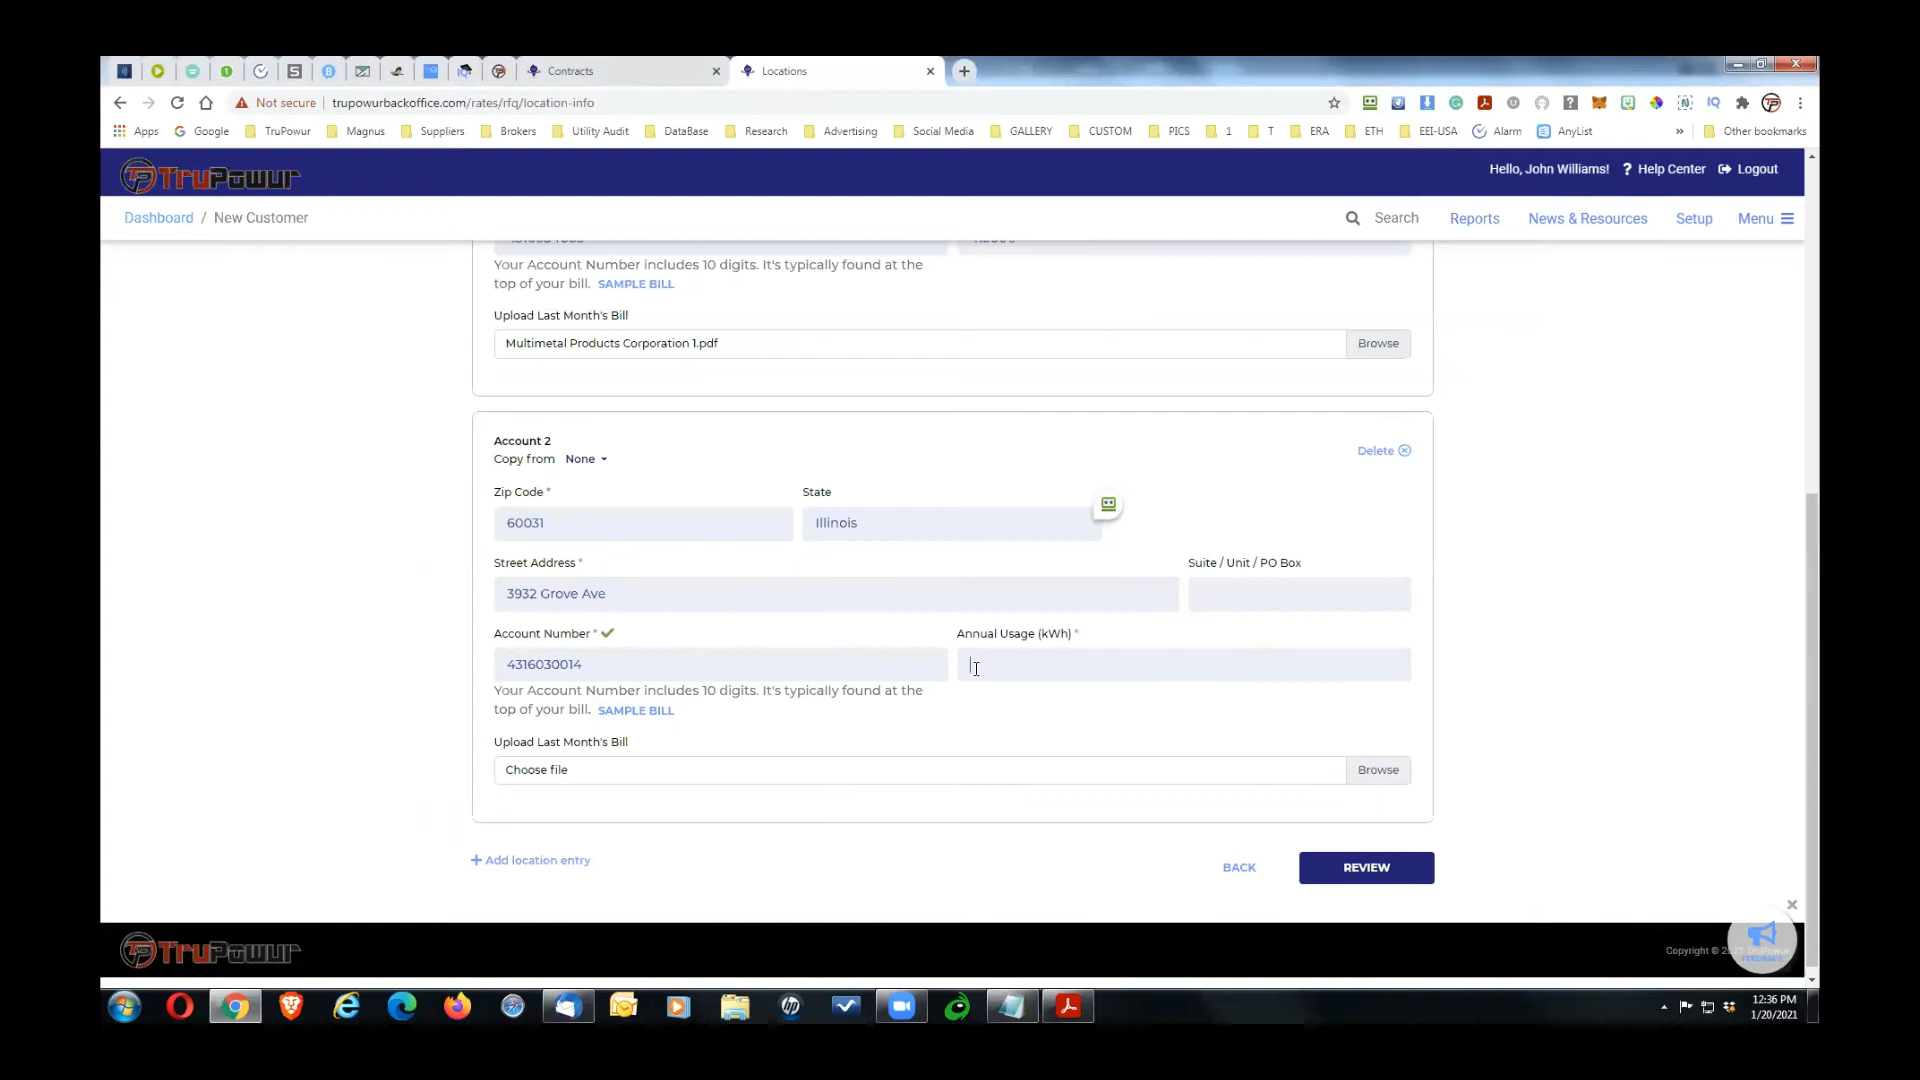 Contracts
Locations
Not secure
trupowurbackoffice.com/rates/rfq/location-info
Apps
Google
TruPowur
Magnus
Suppliers
Brokers
Utility Audit
DataBase
Research
Advertising
Social Media
GALLERY
CUSTOM
PICS
1
T
ERA
ETH
EEI-USA
Alarm
AnyList
»
Other bookmarks
TruPowur
Hello, John Williams!
? Help Center
Logout
Dashboard / New Customer
Search
Reports
News & Resources
Setup
Menu
Your Account Number includes 10 digits. It's typically found at the
top of your bill. SAMPLE BILL
Upload Last Month's Bill
Multimetal Products Corporation 1.pdf
Browse
Account 2
Copy from None
Delete
Zip Code *
State
60031
Illinois
Street Address *
Suite / Unit / PO Box
3932 Grove Ave
Account Number *
Annual Usage (kWh) *
4316030014
Your Account Number includes 10 digits. It's typically found at the
top of your bill. SAMPLE BILL
Upload Last Month's Bill
Choose file
Browse
+ Add location entry
BACK
REVIEW
TruPowur
Copyright ©
FEEDBACK
12:36 PM
1/20/2021